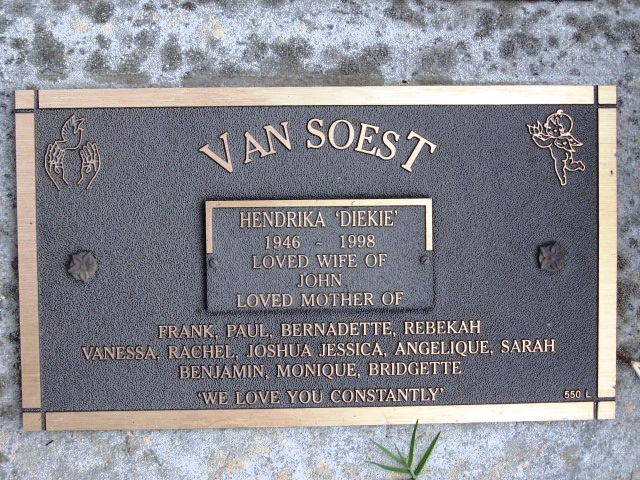 VAN SOEST
HENDRIKA 'DIEKIE'
1946 - 1998
LOVED WIFE OF
JOHN
LOVED MOTHER OF
FRANK, PAUL, BERNADETTE, REBEKAH
VANESSA, RACHEL, JOSHUA JESSICA, ANGELIQUE, SARAH
BENJAMIN, MONIQUE, BRIDGETTE
'WE LOVE YOU CONSTANTLY'
550 L